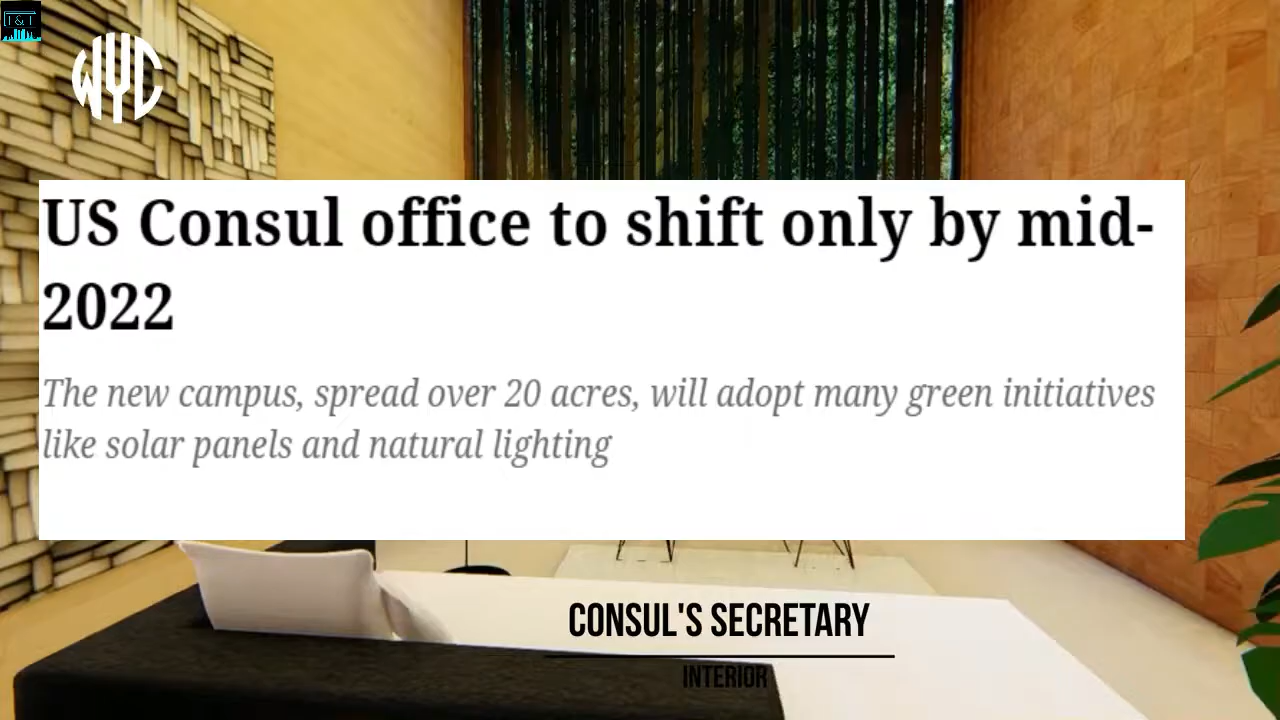 T&T
WYC
US Consul office to shift only by mid-
2022
The new campus, spread over 20 acres, will adopt many green initiatives
like solar panels and natural lighting
CONSUL'S SECRETARY
INTERIOR